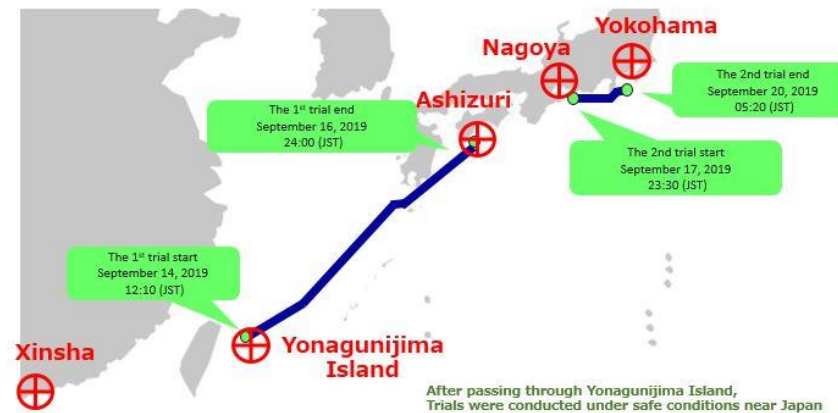 Yokohama
Nagoya
The 2nd trial end
September 20, 2019
05:20 (JST)
The 1st trial end
September 16, 2019
24:00 (JST)
Ashizuri
The 2nd trial start
September 17, 2019
23:30 (JST)
The 1st trial start
September 14, 2019
12:10 (JST)
Xinsha
Yonagunijima
Island
After passing through Yonagunijima Island,
Trials were conducted under safe conditions near Japan